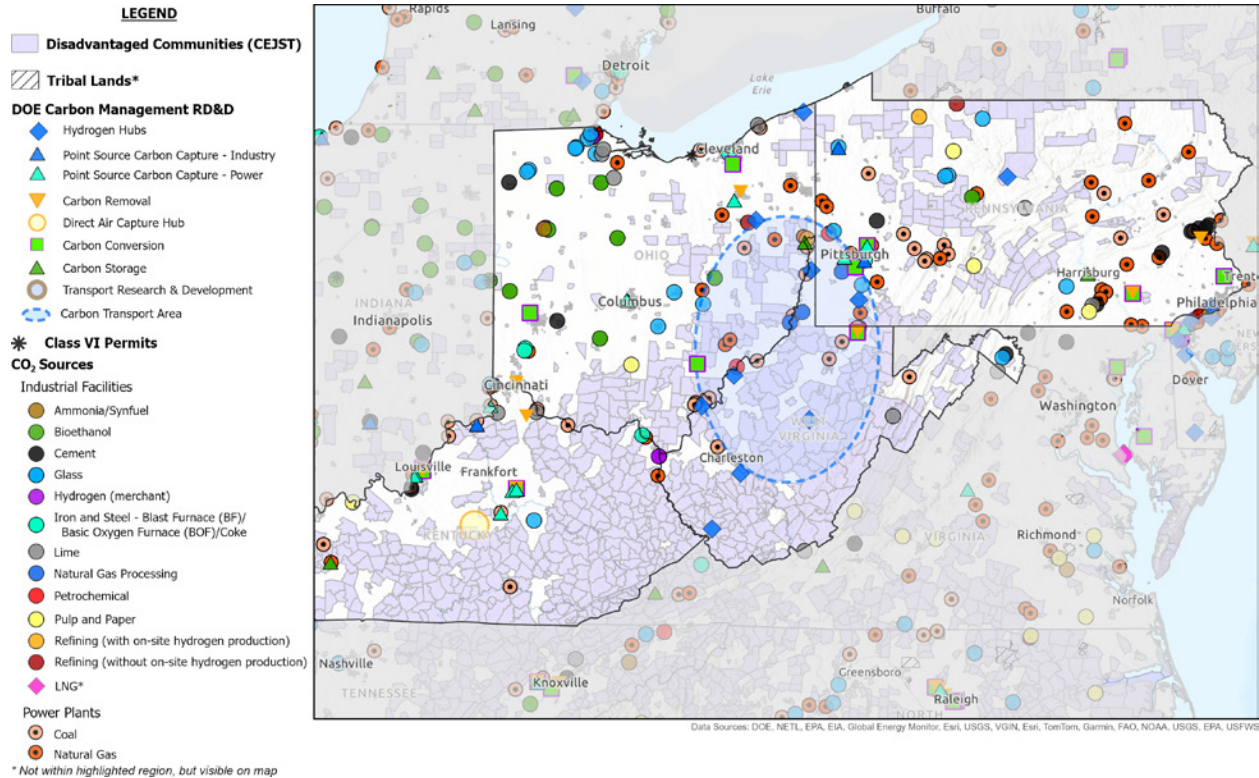 LEGEND
Disadvantaged Communities (CEJST)
Tribal Lands*
DOE Carbon Management RD&D
Hydrogen Hubs
Point Source Carbon Capture - Industry
Point Source Carbon Capture - Power
Carbon Removal
Direct Air Capture Hub
Carbon Conversion
Carbon Storage
Transport Research & Development
Carbon Transport Area
Class VI Permits
CO₂ Sources
Industrial Facilities
Ammonia/Synfuel
Bioethanol
Cement
Glass
Hydrogen (merchant)
Iron and Steel - Blast Furnace (BF)/
Basic Oxygen Furnace (BOF)/Coke
Lime
Natural Gas Processing
Petrochemical
Pulp and Paper
Refining (with on-site hydrogen production)
Refining (without on-site hydrogen production)
LNG*
Power Plants
Coal
Natural Gas
* Not within highlighted region, but visible on map
Rapids
Lansing
Buffalo
Detroit
Lake
Erie
Cleveland
PENNSYLVANIA
OHIO
Pittsburgh
Harrisburg
Trent
Philadelphia
INDIANA
Indianapolis
Columbus
Cincinnati
Dover
Washington
WEST
VIRGINIA
Charleston
Louisville
Frankfort
KENTUCKY
VIRGINIA
Richmond
Norfolk
Nashville
TENNESSEE
Knoxville
Greensboro
Raleigh
NORTH
Data Sources: DOE, NETL, EPA, EIA, Global Energy Monitor, Esri, USGS, VGIN, Esri, TomTom, Garmin, FAO, NOAA, USGS, EPA, USFWS